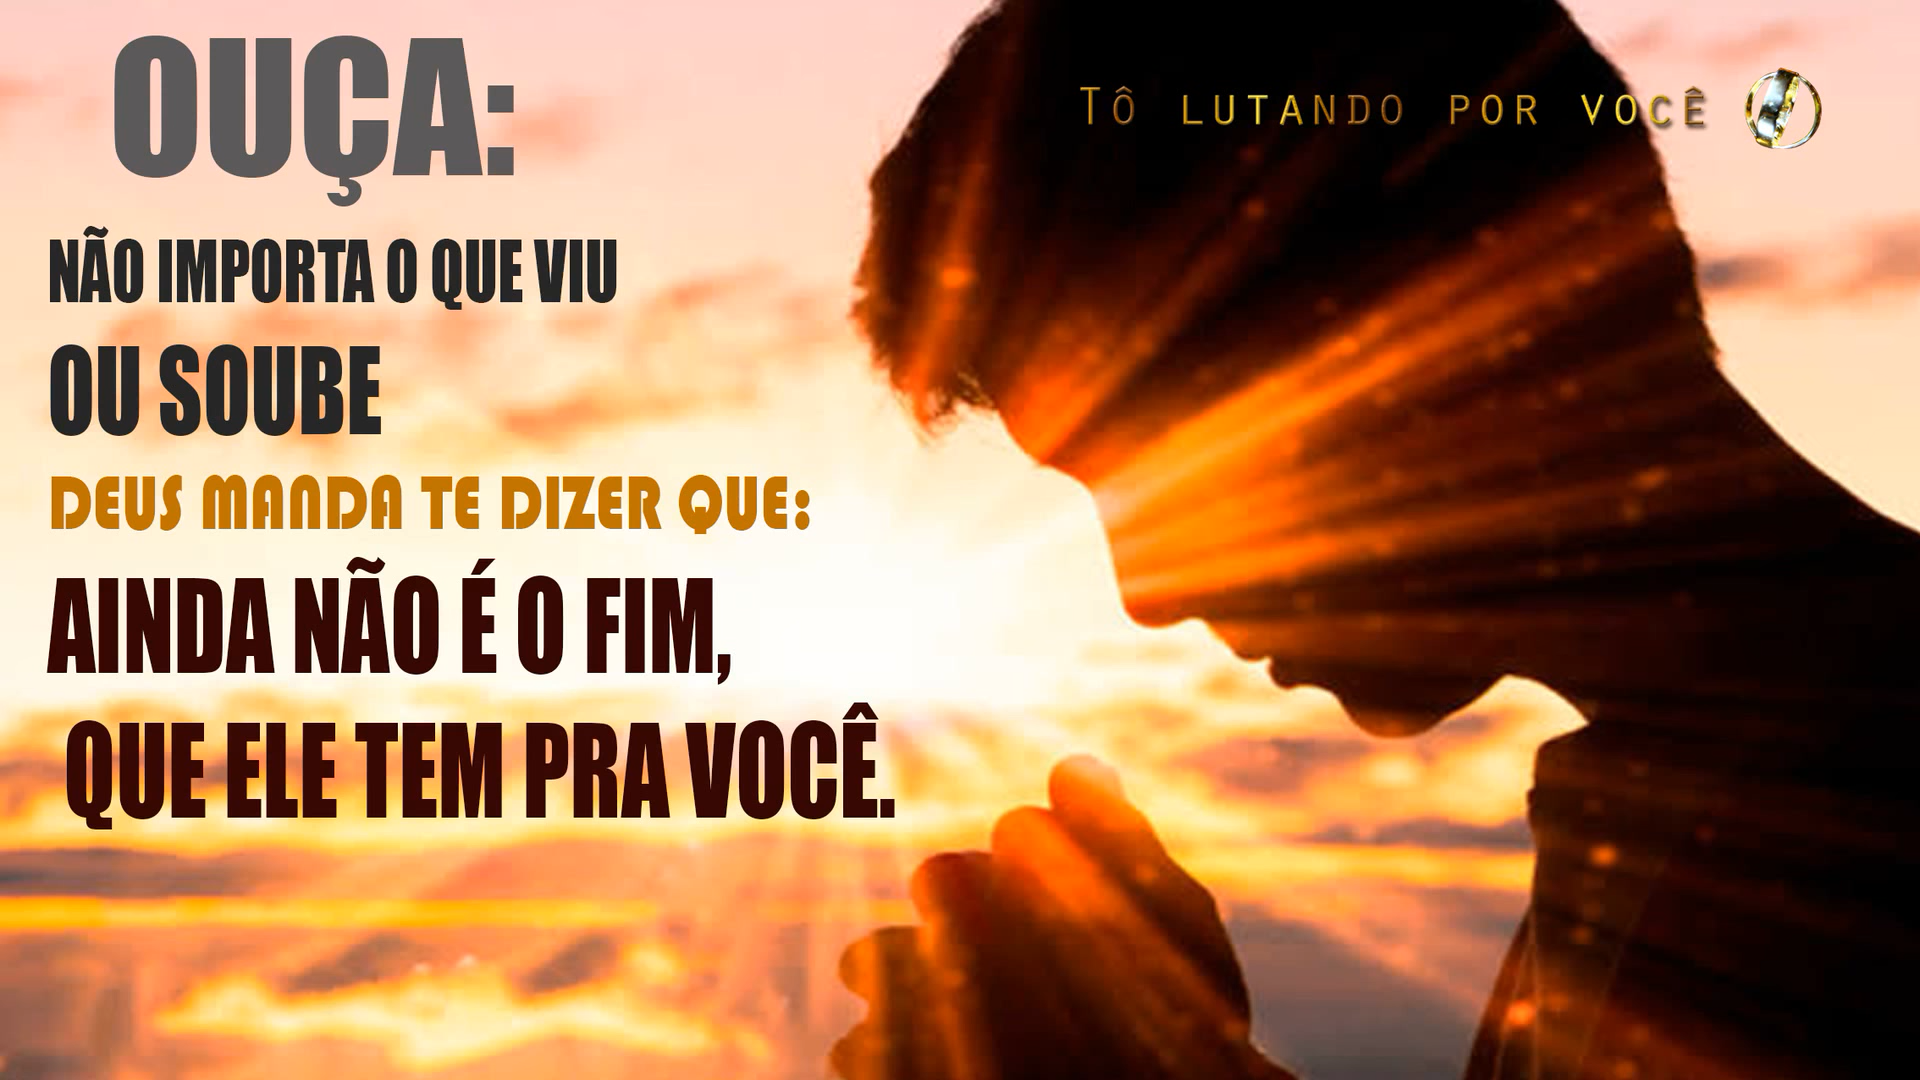 OUÇA:
Tô LUTANDO POR VOCÊ
NÃO IMPORTA O QUE VIU
OU SOUBE
DEUS MANDA TE DIZER QUE:
AINDA NÃO É O FIM,
QUE ELE TEM PRA VOCÊ.